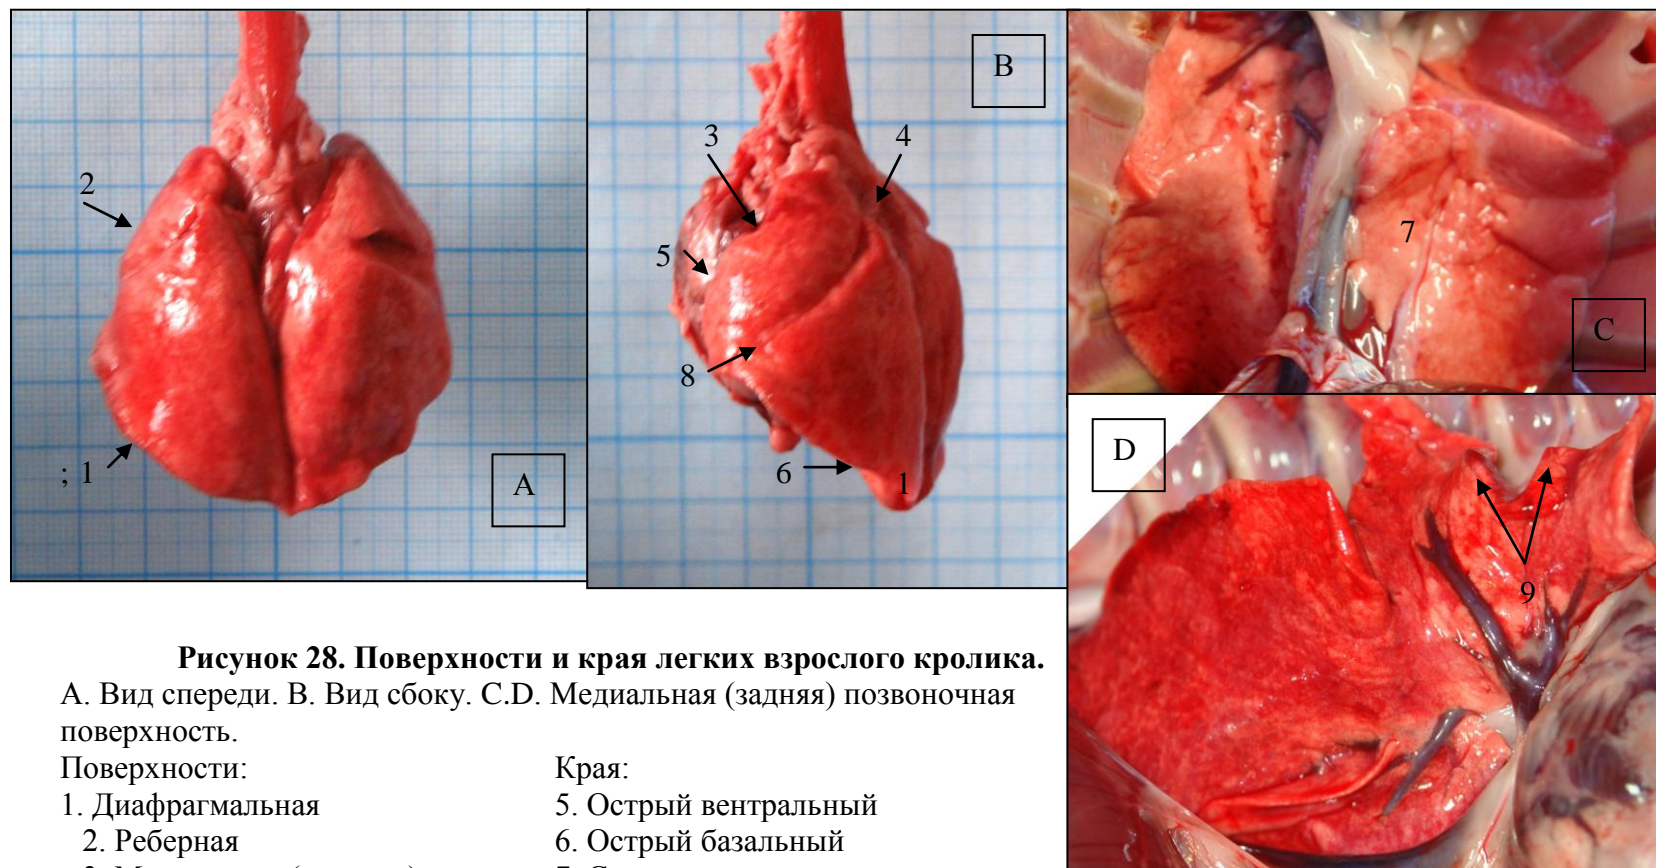 A
B
C
D
2
; 1
3
4
5
8
6
1
7
9
Рисунок 28. Поверхности и края легких взрослого кролика.
А. Вид спереди. В. Вид сбоку. C.D. Медиальная (задняя) позвоночная
поверхность.
Поверхности:
1. Диафрагмальная
2. Реберная
Края:
5. Острый вентральный
6. Острый базальный